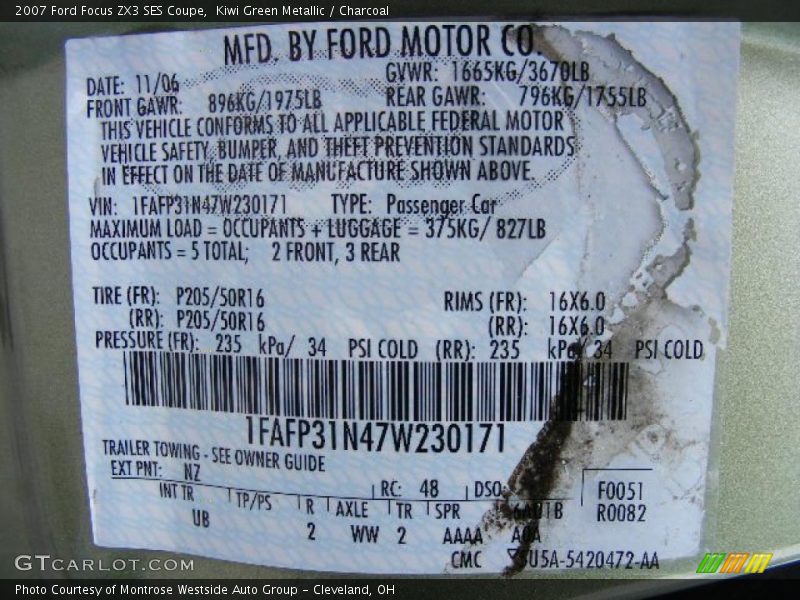 2007 Ford Focus ZX3 SES Coupe, Kiwi Green Metallic / Charcoal
MFD. BY FORD MOTOR CO.
DATE: 11/06 GVWR: 1665KG/3670LB
FRONT GAWR: 896KG/1975LB REAR GAWR: 796KG/1755LB
THIS VEHICLE CONFORMS TO ALL APPLICABLE FEDERAL MOTOR
VEHICLE SAFETY, BUMPER, AND THEFT PREVENTION STANDARDS
IN EFFECT ON THE DATE OF MANUFACTURE SHOWN ABOVE.
VIN: 1FAFP31N47W230171 TYPE: Passenger Car
MAXIMUM LOAD = OCCUPANTS + LUGGAGE = 375KG/ 827LB
OCCUPANTS = 5 TOTAL; 2 FRONT, 3 REAR
TIRE (FR): P205/50R16 RIMS (FR): 16X6.0
(RR): P205/50R16 (RR): 16X6.0
PRESSURE (FR): 235 kPa/ 34 PSI COLD (RR): 235 kPa/ 34 PSI COLD
1FAFP31N47W230171
TRAILER TOWING - SEE OWNER GUIDE
EXT PNT: NZ RC: 48 DSO: F0051
INT TR TP/PS R AXLE TR SPR R0082
UB 2 WW 2 AAAA A0A
CMC 5U5A-5420472-AA
GTCARLOT.COM
Photo Courtesy of Montrose Westside Auto Group - Cleveland, OH